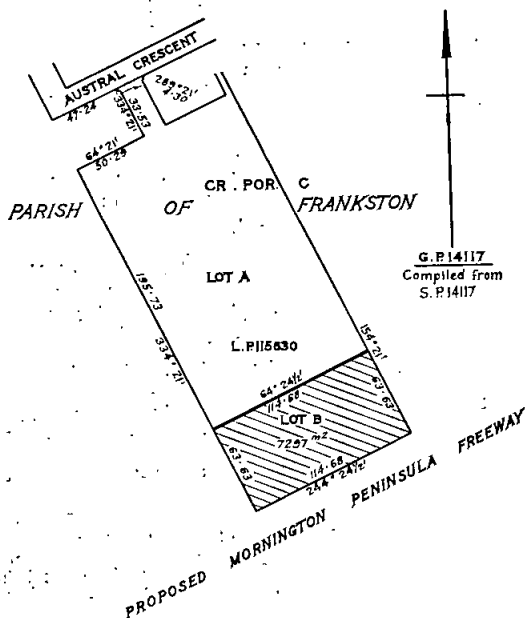 AUSTRAL CRESCENT
47·24
334°21'
33·53
289°21'
4·30
64°21'
50·29
CR. POR. C
PARISH OF FRANKSTON
G.P. 14117
Compiled from
S.P. 14117
LOT A
195·73
334°21'
L.P.115630
154°21'
64°24½'
114·68
63·63
LOT B
7297 m2
63·63
114·68
244°24½'
PROPOSED MORNINGTON PENINSULA FREEWAY